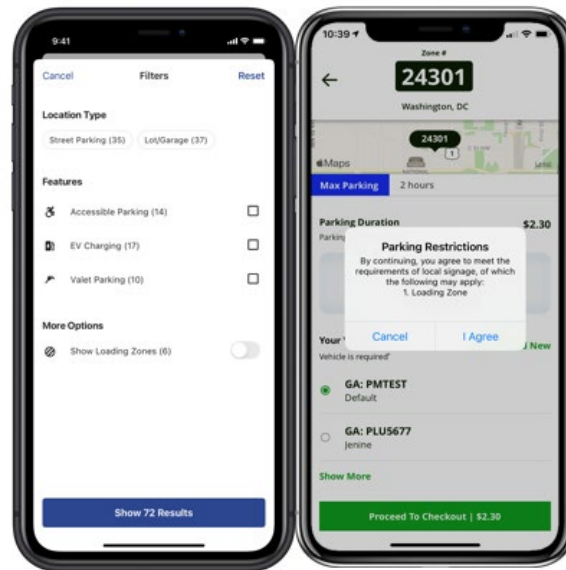 9:41
Cancel
Filters
Reset
Location Type
Street Parking (35)
Lot/Garage (37)
Features
Accessible Parking (14)
EV Charging (17)
Valet Parking (10)
More Options
Show Loading Zones (6)
Show 72 Results
10:39
Zone #
24301
Washington, DC
24301
1
Maps
Max Parking
2 hours
Parking Duration
$2.30
Parking Restrictions
By continuing, you agree to meet the
requirements of local signage, of which
the following may apply:
1. Loading Zone
Cancel
I Agree
Your
New
Vehicle is required*
GA: PMTEST
Default
GA: PLU5677
Jenine
Show More
Proceed To Checkout | $2.30